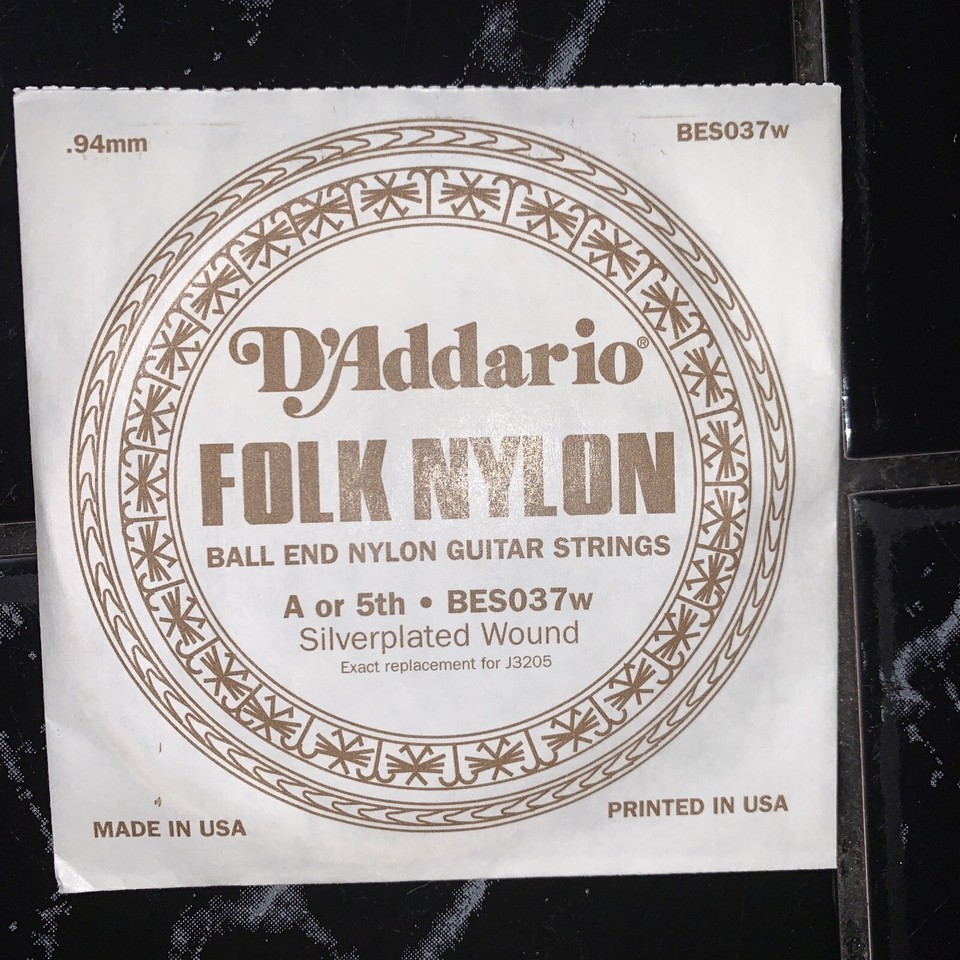 .94mm
BES037w
D'Addario®
FOLK NYLON
BALL END NYLON GUITAR STRINGS
A or 5th • BES037w
Silverplated Wound
Exact replacement for J3205
MADE IN USA
PRINTED IN USA